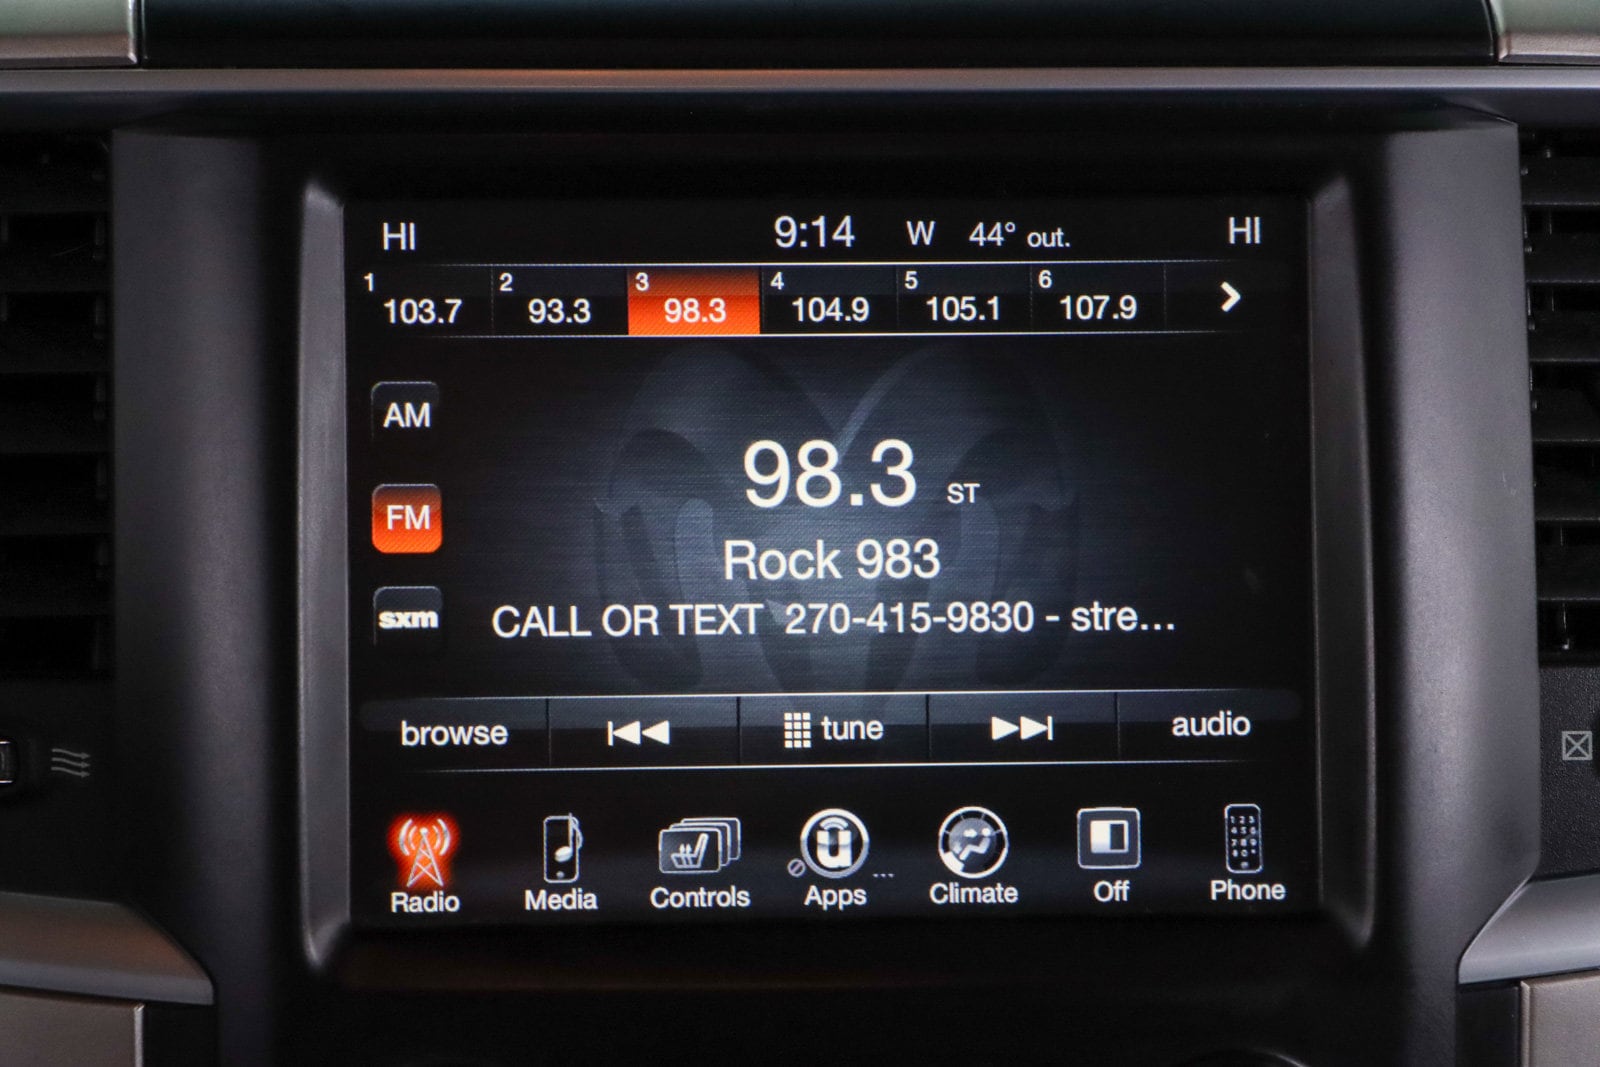 HI 9:14 W 44° out. HI
1 103.7 2 93.3 3 98.3 4 104.9 5 105.1 6 107.9
AM
98.3 ST
FM
Rock 983
sxm
CALL OR TEXT 270-415-9830 - stre...
browse tune audio
Radio Media Controls Apps Climate Off Phone